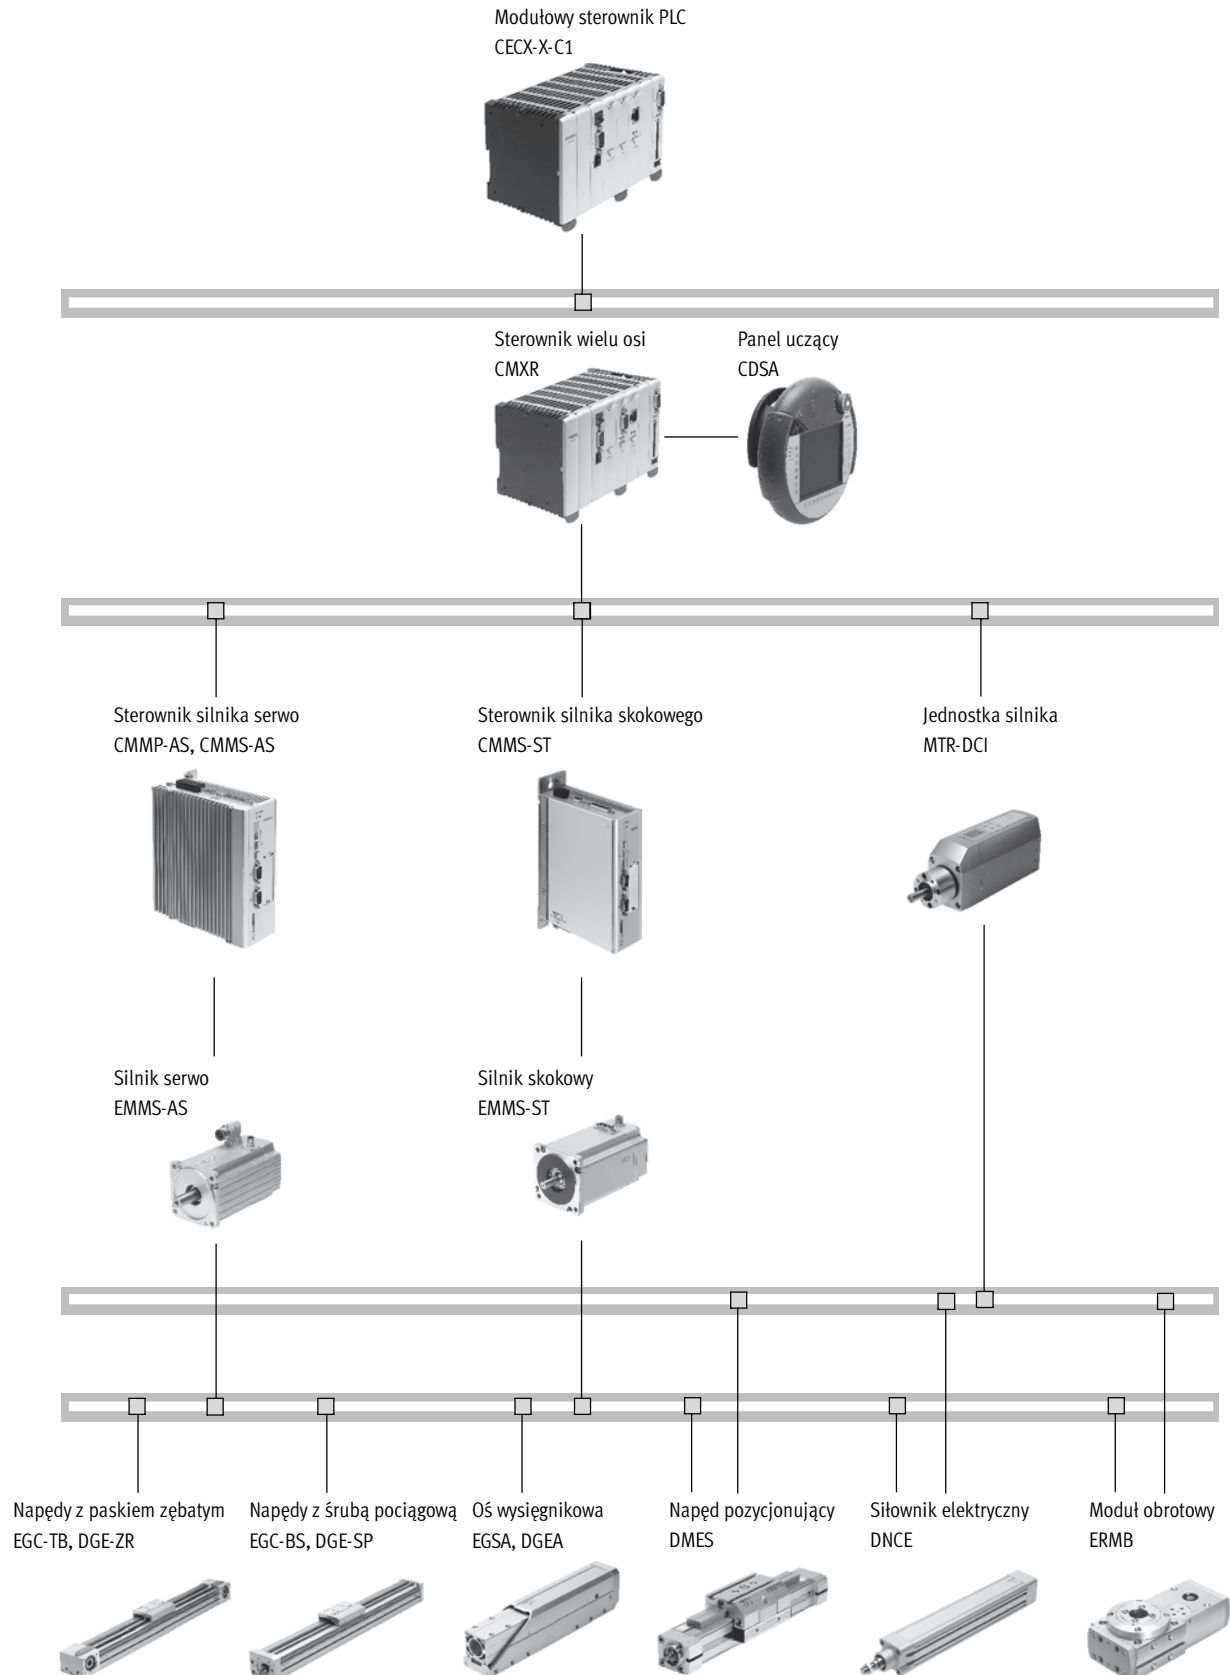 Modułowy sterownik PLC
CECX-X-C1
Sterownik wielu osi
CMXR
Panel uczący
CDSA
Sterownik silnika serwo
CMMP-AS, CMMS-AS
Sterownik silnika skokowego
CMMS-ST
Jednostka silnika
MTR-DCI
Silnik serwo
EMMS-AS
Silnik skokowy
EMMS-ST
Napędy z paskiem zębatym
EGC-TB, DGE-ZR
Napędy z śrubą pociągową
EGC-BS, DGE-SP
Oś wysięgnikowa
EGSA, DGEA
Napęd pozycjonujący
DMES
Siłownik elektryczny
DNCE
Moduł obrotowy
ERMB